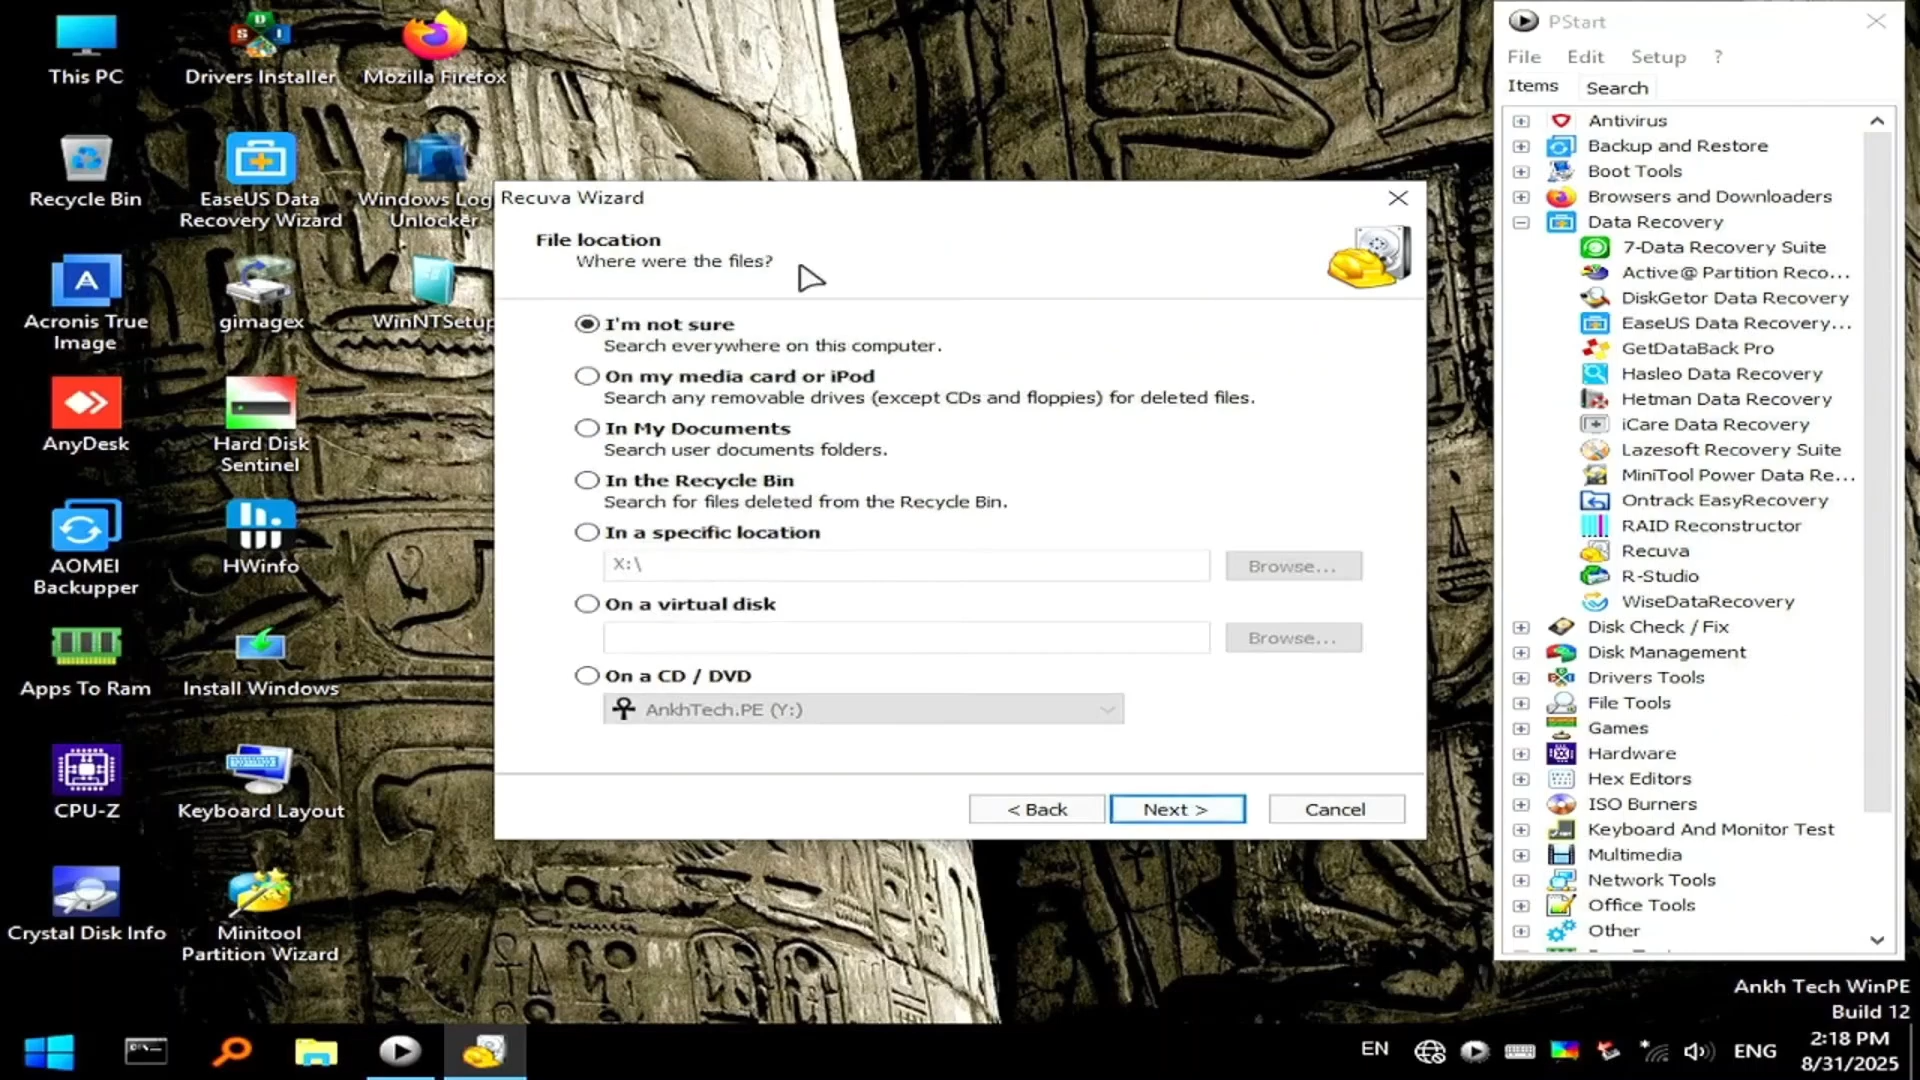 This PC
Drivers Installer
Mozilla Firefox
Recycle Bin
EaseUS Data
Recovery Wizard
Windows Log
Unlocker
Acronis True
Image
gimagex
WinNTSetup
AnyDesk
Hard Disk
Sentinel
AOMEI
Backupper
HWinfo
Apps To Ram
Install Windows
CPU-Z
Keyboard Layout
Crystal Disk Info
Minitool
Partition Wizard
Recuva Wizard
File location
Where were the files?
I'm not sure
Search everywhere on this computer.
On my media card or iPod
Search any removable drives (except CDs and floppies) for deleted files.
In My Documents
Search user documents folders.
In the Recycle Bin
Search for files deleted from the Recycle Bin.
In a specific location
X:\
Browse...
On a virtual disk
Browse...
On a CD / DVD
AnkhTech.PE (Y:)
< Back
Next >
Cancel
PStart
File Edit Setup ?
Items Search
Antivirus
Backup and Restore
Boot Tools
Browsers and Downloaders
Data Recovery
7-Data Recovery Suite
Active@ Partition Reco...
DiskGetor Data Recovery
EaseUS Data Recovery...
GetDataBack Pro
Hasleo Data Recovery
Hetman Data Recovery
iCare Data Recovery
Lazesoft Recovery Suite
MiniTool Power Data Re...
Ontrack EasyRecovery
RAID Reconstructor
Recuva
R-Studio
WiseDataRecovery
Disk Check / Fix
Disk Management
Drivers Tools
File Tools
Games
Hardware
Hex Editors
ISO Burners
Keyboard And Monitor Test
Multimedia
Network Tools
Office Tools
Other
Ankh Tech WinPE
Build 12
EN
ENG
2:18 PM
8/31/2025